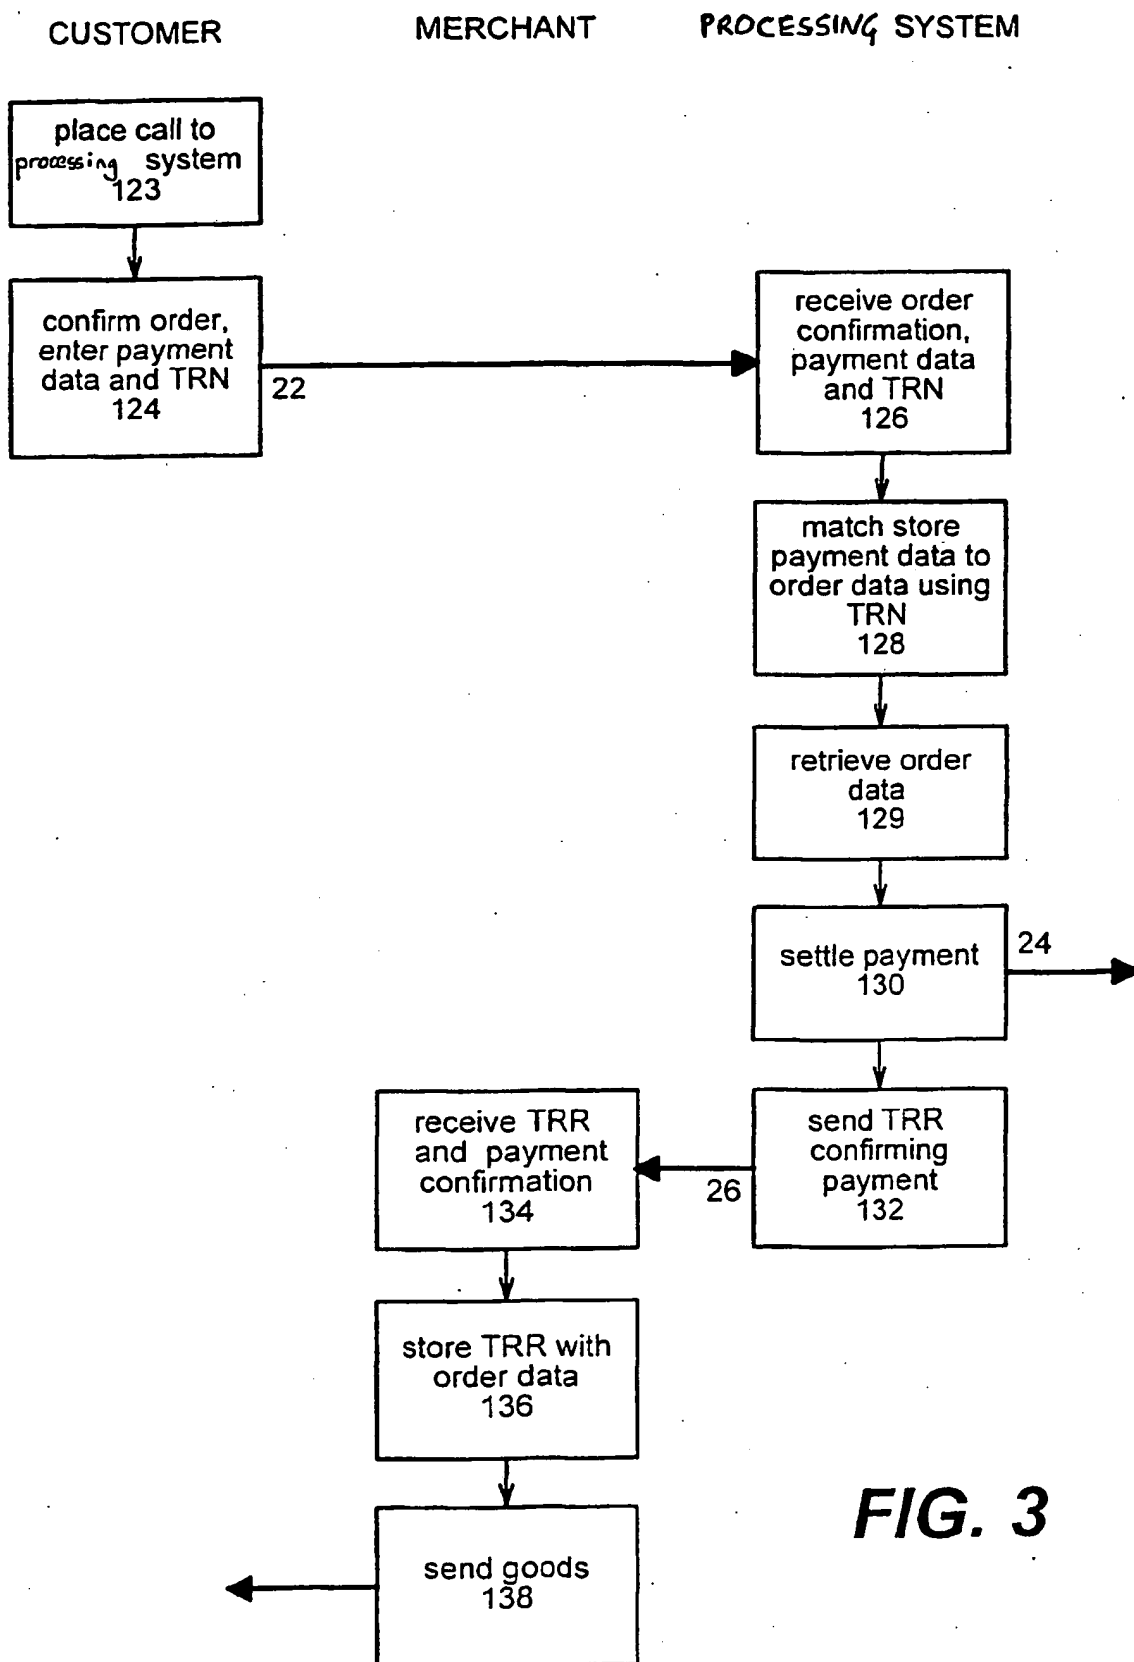 CUSTOMER MERCHANT PROCESSING SYSTEM
place call to
processing system
123
confirm order,
enter payment
data and TRN
124
22
receive order
confirmation,
payment data
and TRN
126
match store
payment data to
order data using
TRN
128
retrieve order
data
129
settle payment
130
24
send TRR
confirming
payment
132
26
receive TRR
and payment
confirmation
134
store TRR with
order data
136
send goods
138
FIG. 3